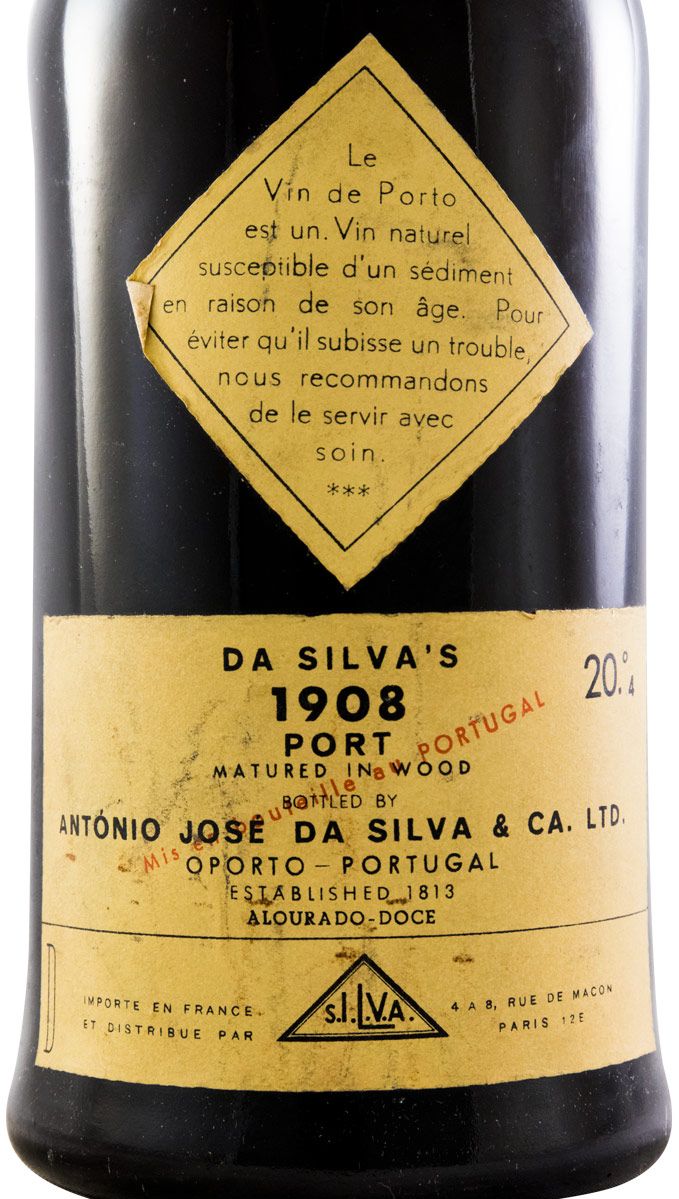 Le
Vin de Porto
est un. Vin naturel
susceptible d'un sédiment
en raison de son âge. Pour
éviter qu'il subisse un trouble,
nous recommandons
de le servir avec
soin.
***
DA SILVA'S
20.°4
1908
PORT
MATURED IN WOOD
Mis en bouteille au PORTUGAL
BOTTLED BY
ANTÓNIO JOSÉ DA SILVA & CA. LTD.
OPORTO – PORTUGAL
ESTABLISHED 1813
ALOURADO-DOCE
D
IMPORTE EN FRANCE
ET DISTRIBUE PAR
S.I.L.V.A.
4 A 8, RUE DE MACON
PARIS 12E